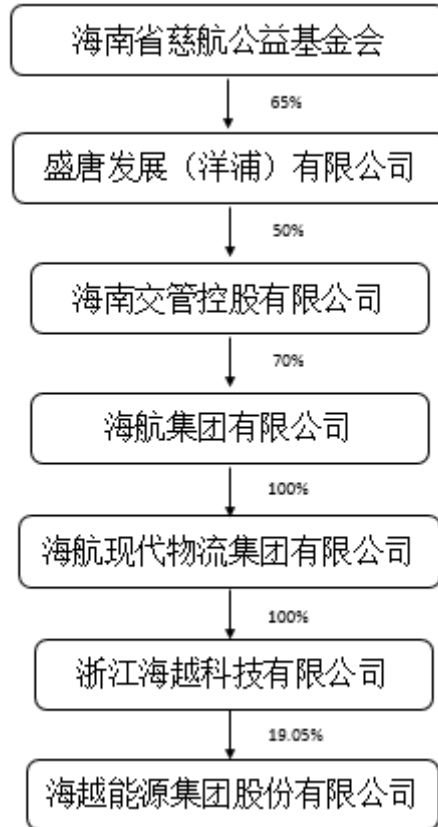 海南省慈航公益基金会
65%
盛唐发展（洋浦）有限公司
50%
海南交管控股有限公司
70%
海航集团有限公司
100%
海航现代物流集团有限公司
100%
浙江海越科技有限公司
19.05%
海越能源集团股份有限公司